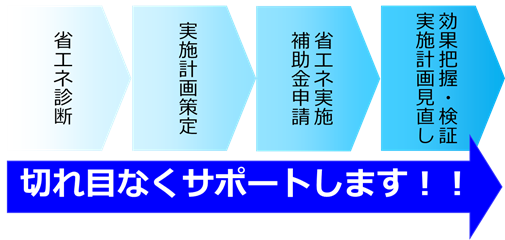 省エネ診断
実施計画策定
省エネ実施
補助金申請
効果把握・検証
実施計画見直し
切れ目なくサポートします！！